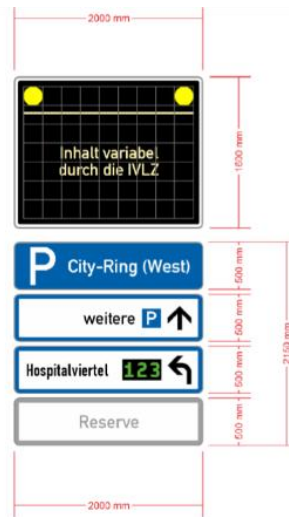 2000 mm
Inhalt variabel
durch die IVLZ
1600 mm
P City-Ring (West)
500 mm
weitere P
500 mm
2150 mm
Hospitalviertel 123
500 mm
Reserve
500 mm
2000 mm